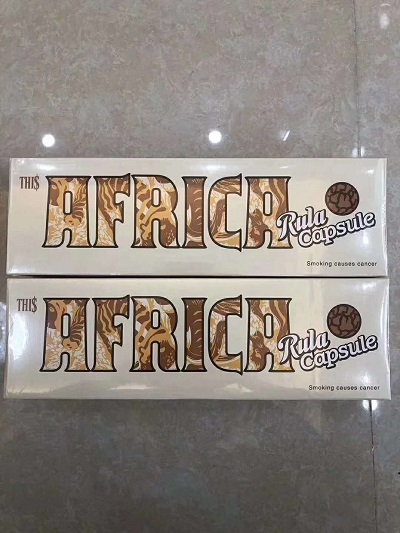 THI$ AFRICA
Rula
Capsule
Smoking causes cancer
THI$ AFRICA
Rula
Capsule
Smoking causes cancer